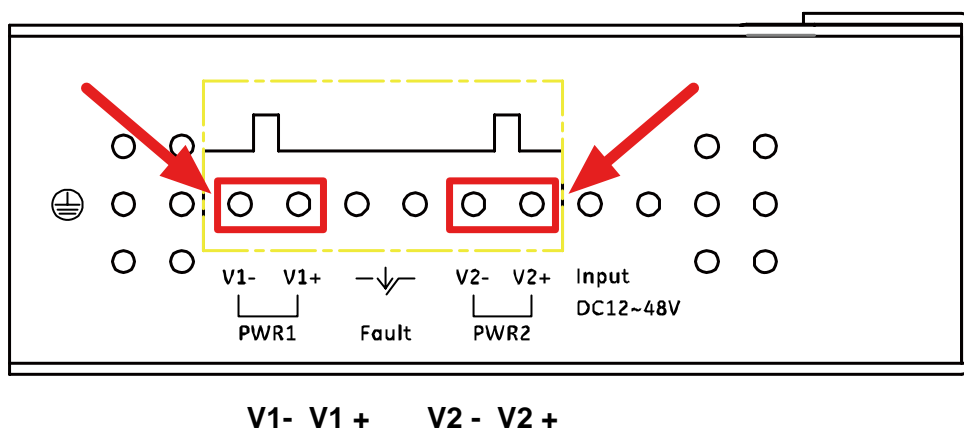 V1- V1+ V2- V2+ Input
DC12~48V
PWR1 Fault PWR2
V1- V1 + V2 - V2 +